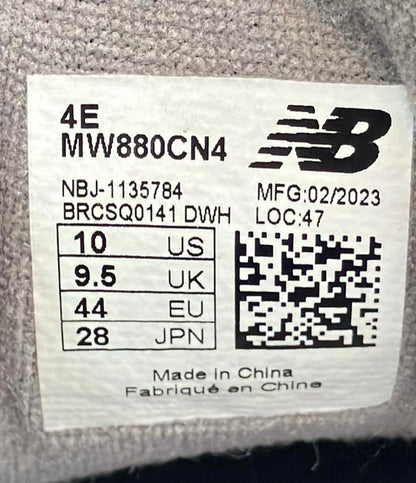 4E
MW880CN4
NB
NBJ-1135784 MFG:02/2023
BRCSQ0141 DWH LOC:47
10 US
9.5 UK
44 EU
28 JPN
Made in China
Fabriqué en Chine